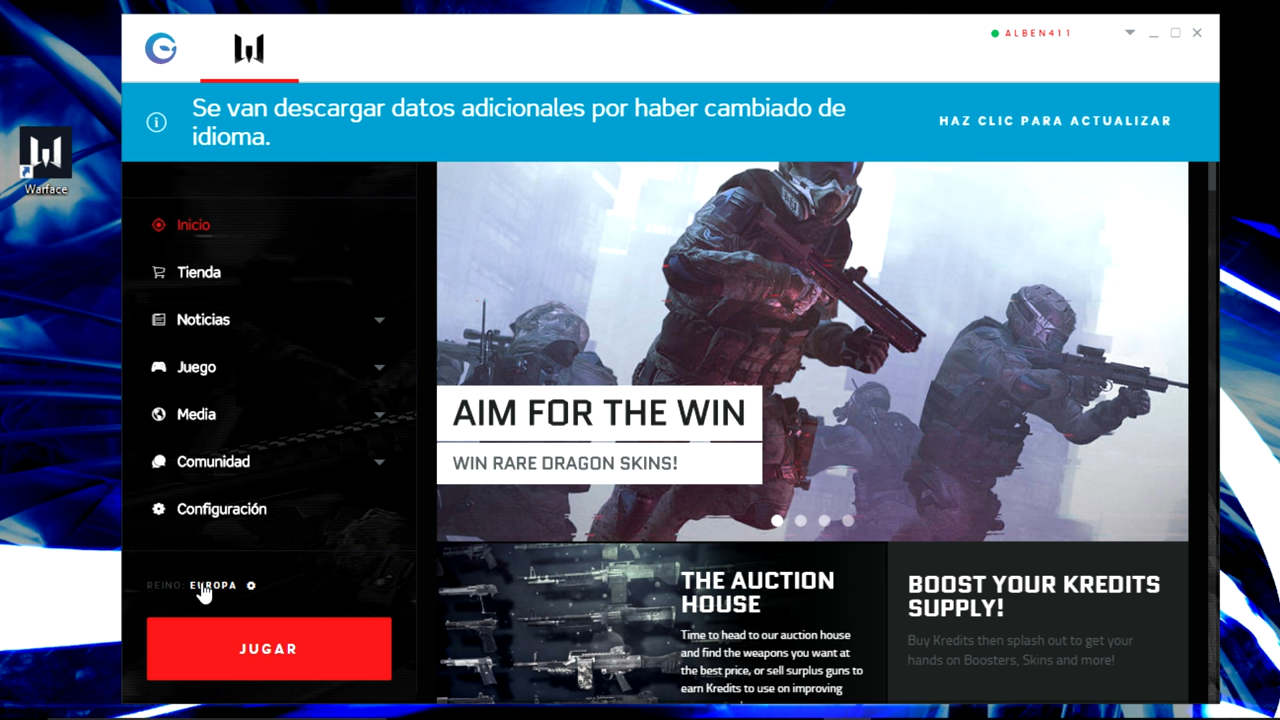 ALBEN411
Se van descargar datos adicionales por haber cambiado de
idioma.
HAZ CLIC PARA ACTUALIZAR
Warface
Inicio
Tienda
Noticias
Juego
Media
Comunidad
Configuración
REINO: EUROPA
JUGAR
AIM FOR THE WIN
WIN RARE DRAGON SKINS!
THE AUCTION
HOUSE
Time to head to our auction house
and find the weapons you want at
the best price, or sell surplus guns to
earn Kredits to use on improving
BOOST YOUR KREDITS
SUPPLY!
Buy Kredits then splash out to get your
hands on Boosters, Skins and more!